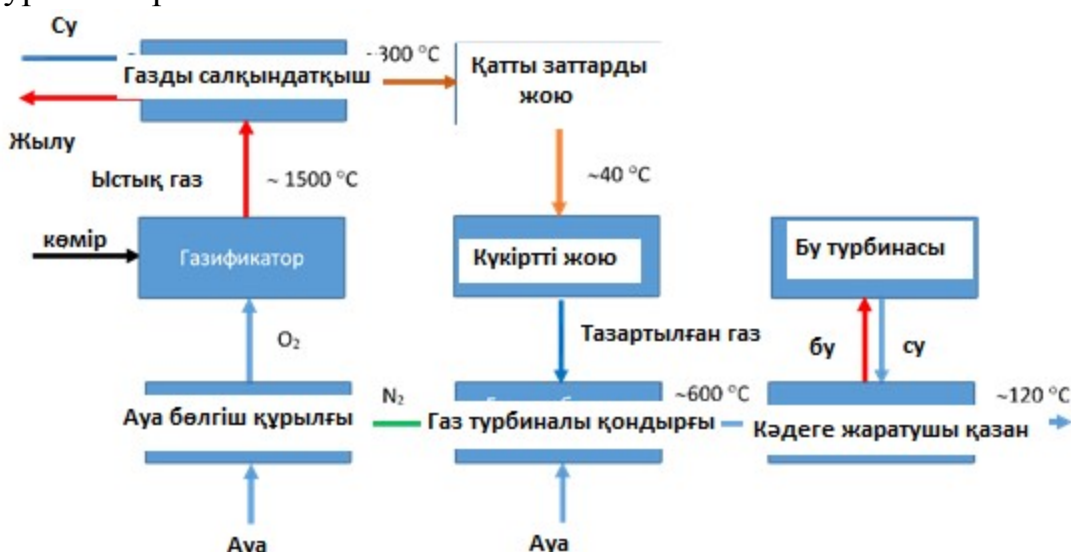 Су
Газды салқындатқыш
~300 °C
Қатты заттарды
жою
Жылу
Ыстық газ
~ 1500 °C
~40 °C
көмір
Газификатор
Күкіртті жою
Бу турбинасы
O₂
Тазартылған газ
бу
су
Ауа бөлгіш құрылғы
N₂
Газ турбиналы қондырғы
~600 °C
Кәдеге жаратушы қазан
~120 °C
Ауа
Ауа